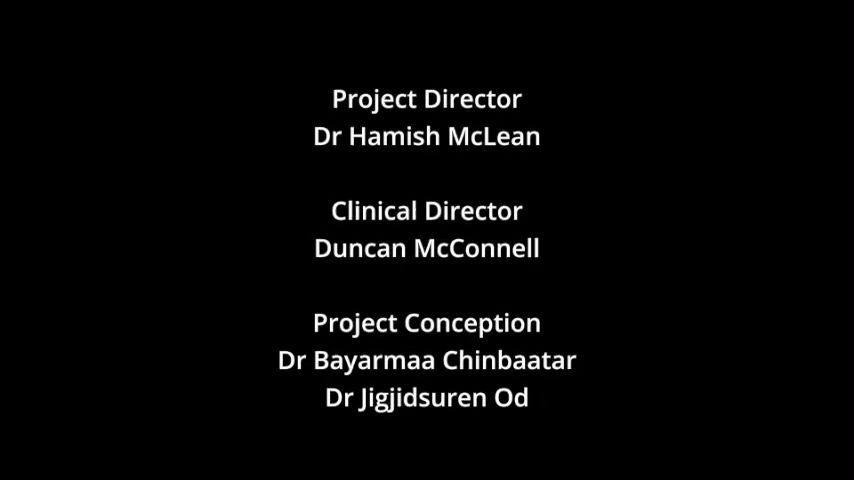 Project Director
Dr Hamish McLean
Clinical Director
Duncan McConnell
Project Conception
Dr Bayarmaa Chinbaatar
Dr Jigjidsuren Od